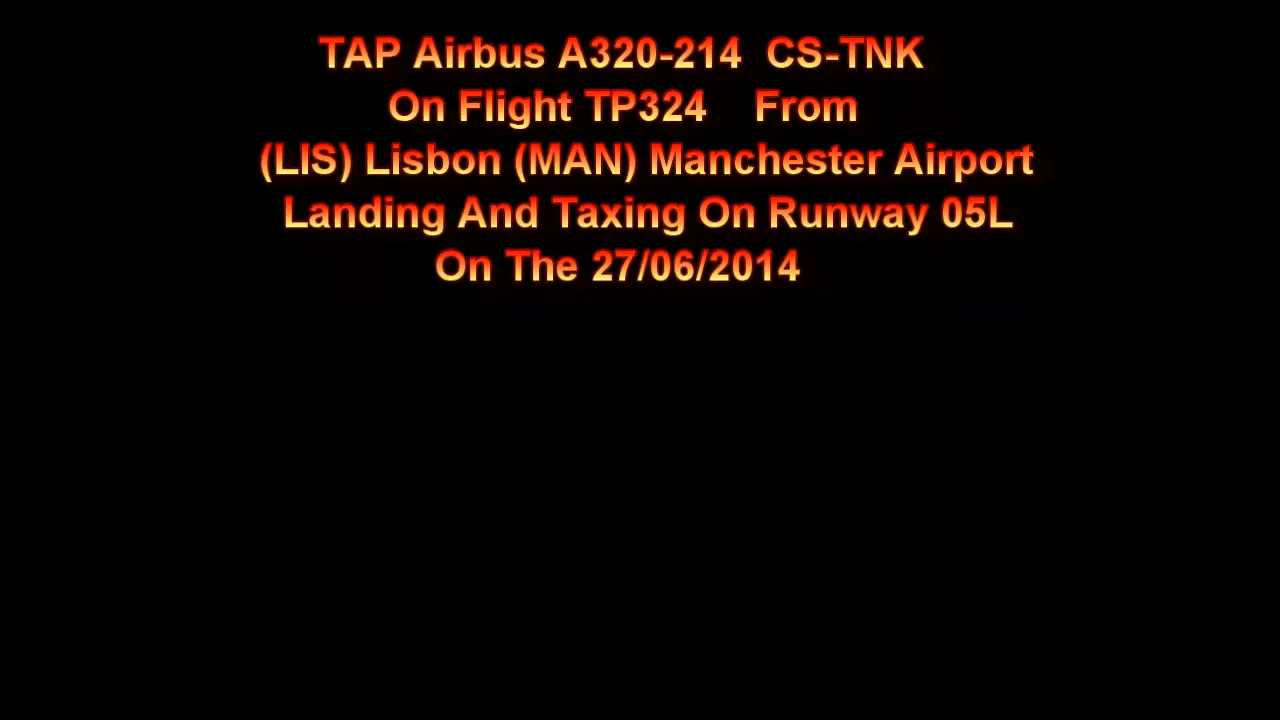 TAP Airbus A320-214 CS-TNK
On Flight TP324 From
(LIS) Lisbon (MAN) Manchester Airport
Landing And Taxing On Runway 05L
On The 27/06/2014